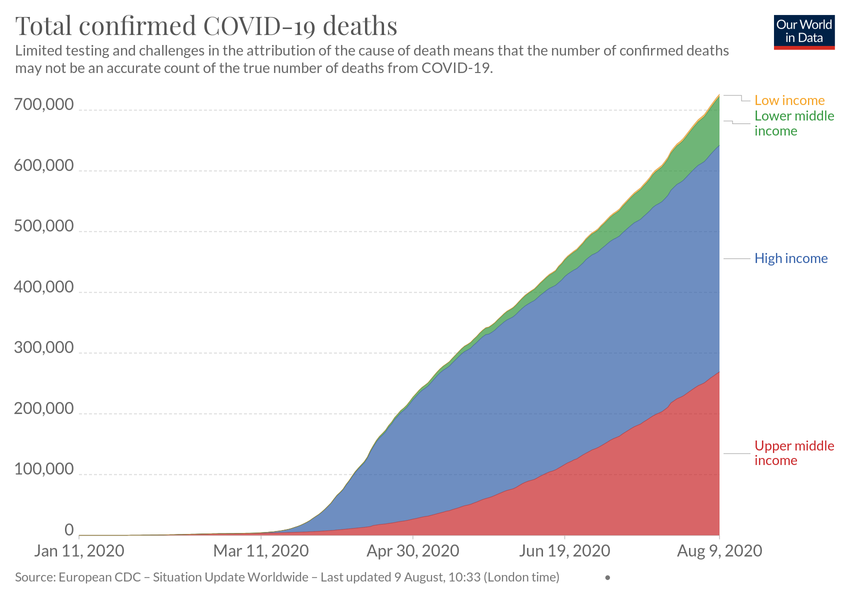 Total confirmed COVID-19 deaths
Our World
in Data
Limited testing and challenges in the attribution of the cause of death means that the number of confirmed deaths
may not be an accurate count of the true number of deaths from COVID-19.
700,000
600,000
500,000
400,000
300,000
200,000
100,000
0
Low income
Lower middle
income
High income
Upper middle
income
Jan 11, 2020
Mar 11, 2020
Apr 30, 2020
Jun 19, 2020
Aug 9, 2020
Source: European CDC – Situation Update Worldwide – Last updated 9 August, 10:33 (London time) •